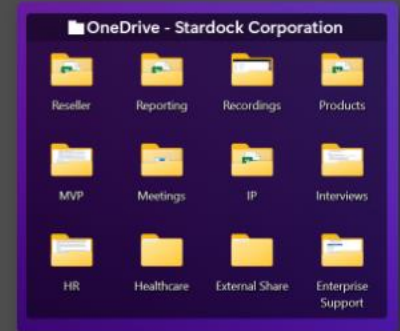 OneDrive - Stardock Corporation
Reseller Reporting Recordings Products
MVP Meetings IP Interviews
HR Healthcare External Share Enterprise Support